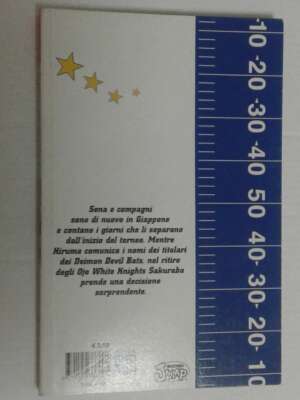 -10 -20 -30 -40 50 40- 30- 20- 10-
Sena e compagni
sono di nuovo in Giappone
e contano i giorni che li separano
dall'inizio del torneo. Mentre
Hiruma comunica i nomi dei titolari
dei Deimon Devil Bats, nel ritiro
degli Ojo White Knights Sakuraba
prende una decisione
sorprendente.
JUMP